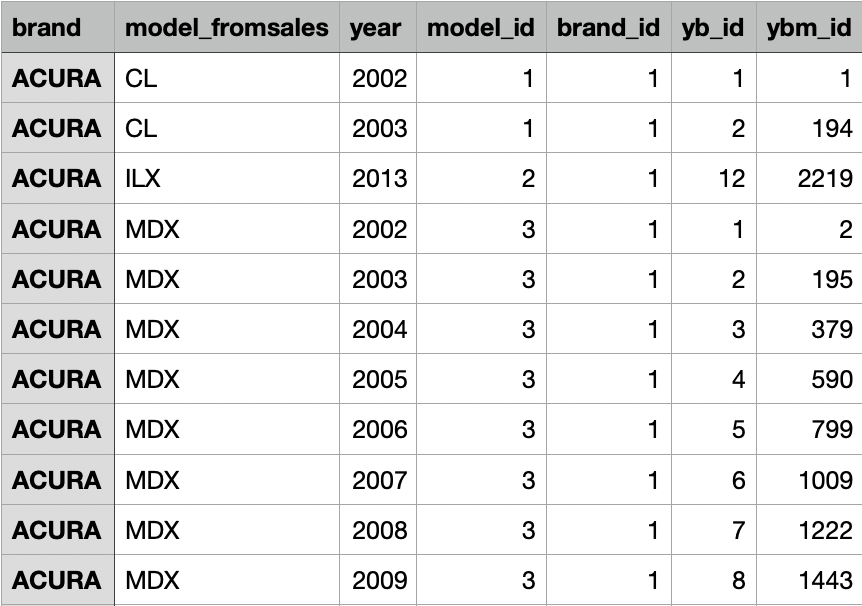 brand model_fromsales year model_id brand_id yb_id ybm_id
ACURA CL 2002 1 1 1 1
ACURA CL 2003 1 1 2 194
ACURA ILX 2013 2 1 12 2219
ACURA MDX 2002 3 1 1 2
ACURA MDX 2003 3 1 2 195
ACURA MDX 2004 3 1 3 379
ACURA MDX 2005 3 1 4 590
ACURA MDX 2006 3 1 5 799
ACURA MDX 2007 3 1 6 1009
ACURA MDX 2008 3 1 7 1222
ACURA MDX 2009 3 1 8 1443